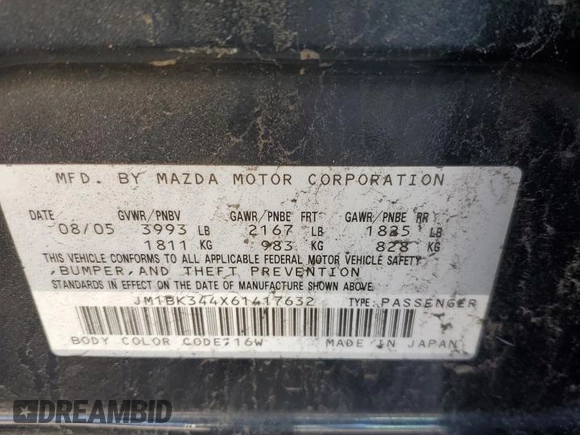 MFD. BY MAZDA MOTOR CORPORATION
DATE GVWR/PNBV GAWR/PNBE FRT GAWR/PNBE RR
08/05 3993 LB 2167 LB 1825 LB
1811 KG 983 KG 828 KG
THIS VEHICLE CONFORMS TO ALL APPLICABLE FEDERAL MOTOR VEHICLE SAFETY
,BUMPER,AND THEFT PREVENTION
STANDARDS IN EFFECT ON THE DATE OF MANUFACTURE SHOWN ABOVE.
JM1BK344X61417632 TYPE:PASSENGER
BODY COLOR CODE:16W MADE IN JAPAN
DREAMBID